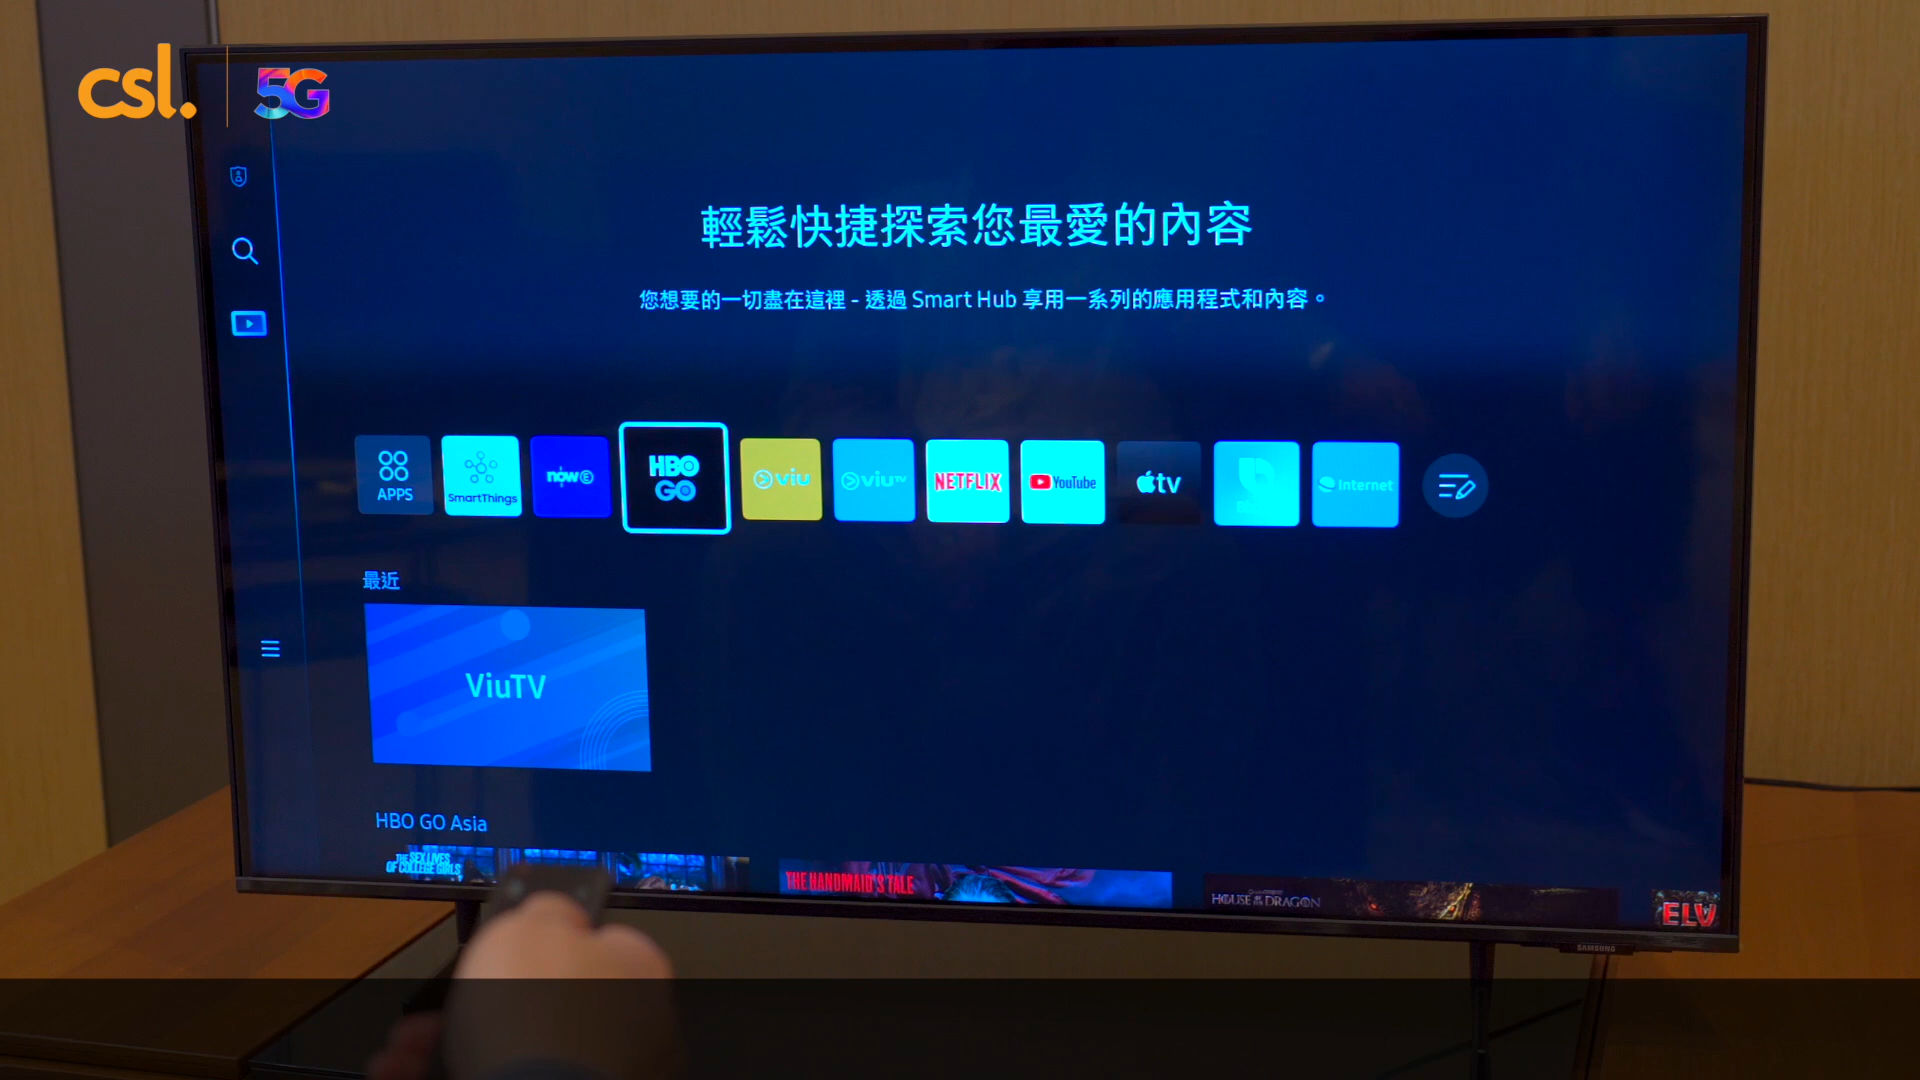 csl. 5G
輕鬆快捷探索您最愛的內容
您想要的一切盡在這裡 - 透過 Smart Hub 享用一系列的應用程式和內容。
APPS
SmartThings
now E
HBO GO
viu
viuTV
NETFLIX
YouTube
tv
Internet
最近
ViuTV
HBO GO Asia
THE SEX LIVES
OF COLLEGE GIRLS
THE HANDMAID'S TALE
HOUSE OF THE DRAGON
ELV
SAMSUNG